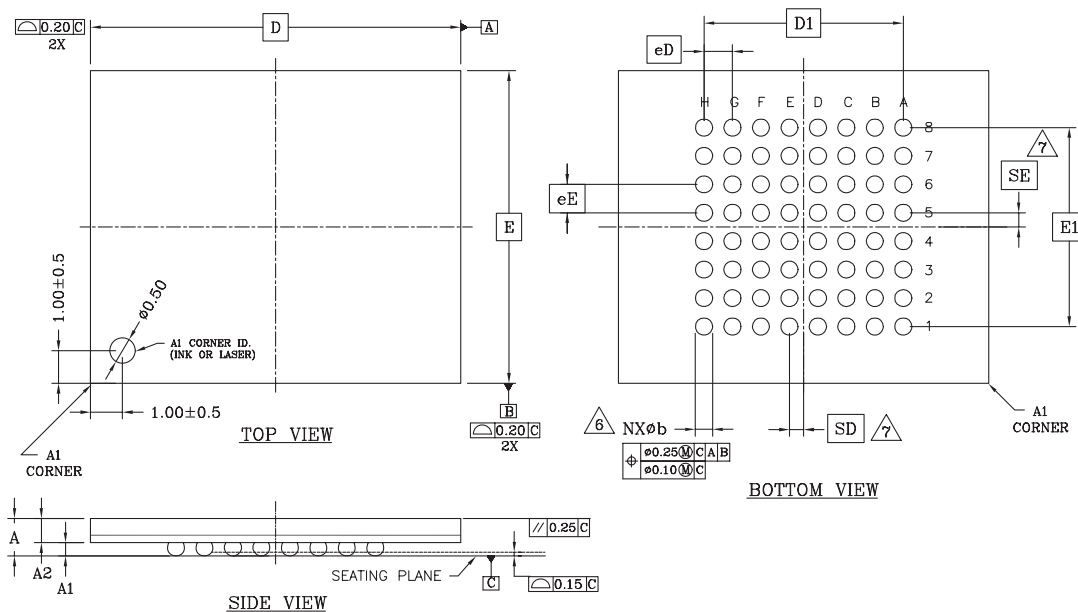 ⌓ 0.20 C
2X
D
A
E
1.00±0.5
ø0.50
A1 CORNER ID.
(INK OR LASER)
1.00±0.5
B
⌓ 0.20 C
2X
A1
CORNER
TOP VIEW
D1
eD
H G F E D C B A
8
7
6
5
4
3
2
1
eE
7
SE
E1
6 NXøb
⌖ ø0.25Ⓜ C A B
ø0.10Ⓜ C
SD 7
A1
CORNER
BOTTOM VIEW
A
A2
A1
// 0.25 C
SEATING PLANE
C
⌓ 0.15 C
SIDE VIEW